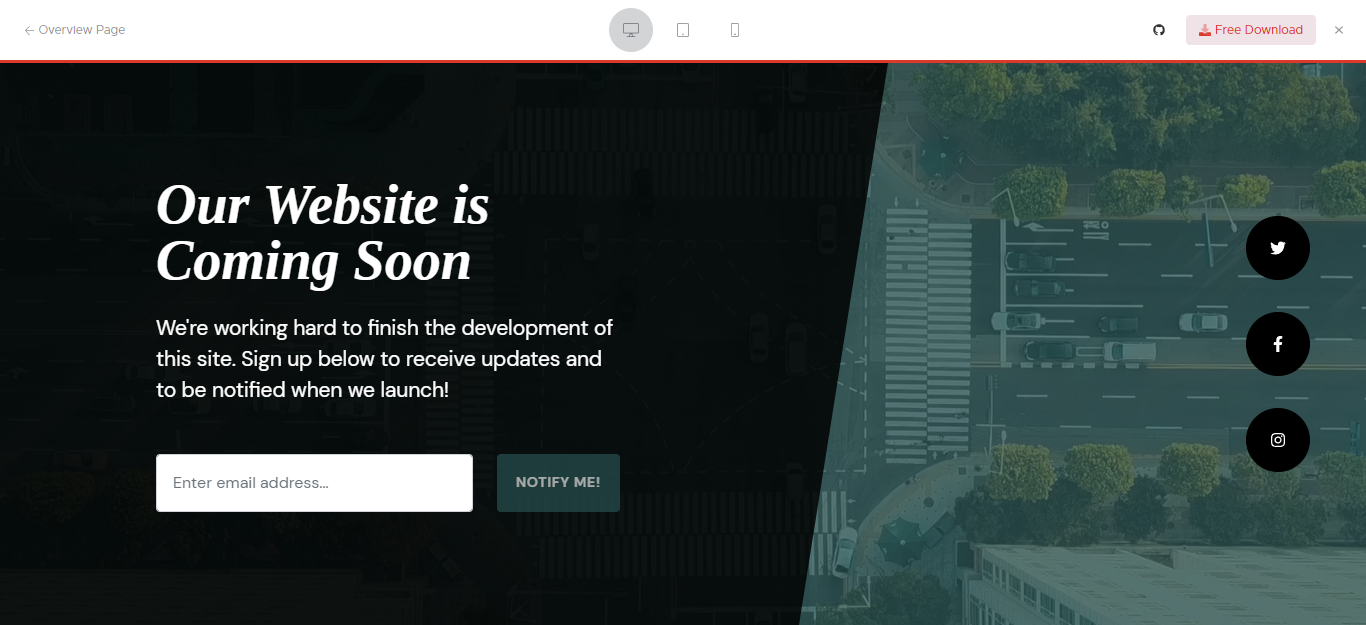 Overview Page
Free Download
Our Website is
Coming Soon
We're working hard to finish the development of
this site. Sign up below to receive updates and
to be notified when we launch!
Enter email address...
NOTIFY ME!